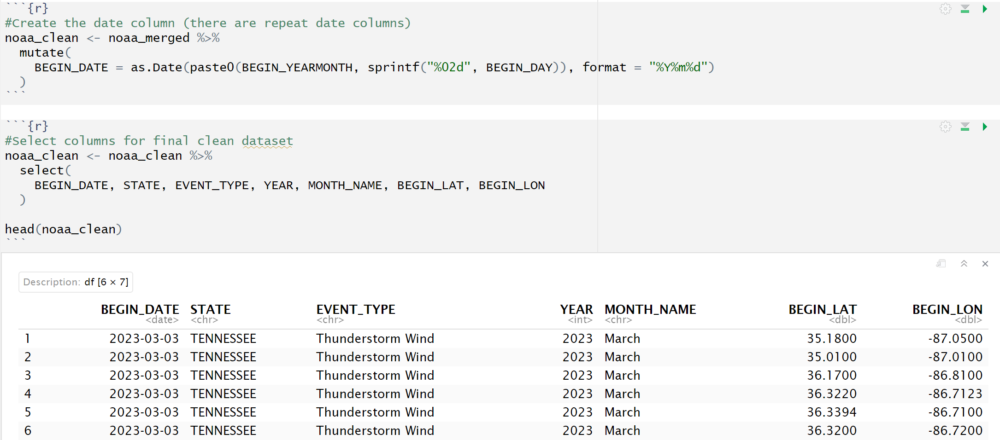 ```{r}
#Create the date column (there are repeat date columns)
noaa_clean <- noaa_merged %>%
  mutate(
    BEGIN_DATE = as.Date(paste0(BEGIN_YEARMONTH, sprintf("%02d", BEGIN_DAY)), format = "%Y%m%d")
  )
```
```{r}
#Select columns for final clean dataset
noaa_clean <- noaa_clean %>%
  select(
    BEGIN_DATE, STATE, EVENT_TYPE, YEAR, MONTH_NAME, BEGIN_LAT, BEGIN_LON
  )
head(noaa_clean)
```
Description: df [6 × 7]
BEGIN_DATE STATE EVENT_TYPE YEAR MONTH_NAME BEGIN_LAT BEGIN_LON
<date> <chr> <chr> <int> <chr> <dbl> <dbl>
1 2023-03-03 TENNESSEE Thunderstorm Wind 2023 March 35.1800 -87.0500
2 2023-03-03 TENNESSEE Thunderstorm Wind 2023 March 35.0100 -87.0100
3 2023-03-03 TENNESSEE Thunderstorm Wind 2023 March 36.1700 -86.8100
4 2023-03-03 TENNESSEE Thunderstorm Wind 2023 March 36.3220 -86.7123
5 2023-03-03 TENNESSEE Thunderstorm Wind 2023 March 36.3394 -86.7100
6 2023-03-03 TENNESSEE Thunderstorm Wind 2023 March 36.3200 -86.7200